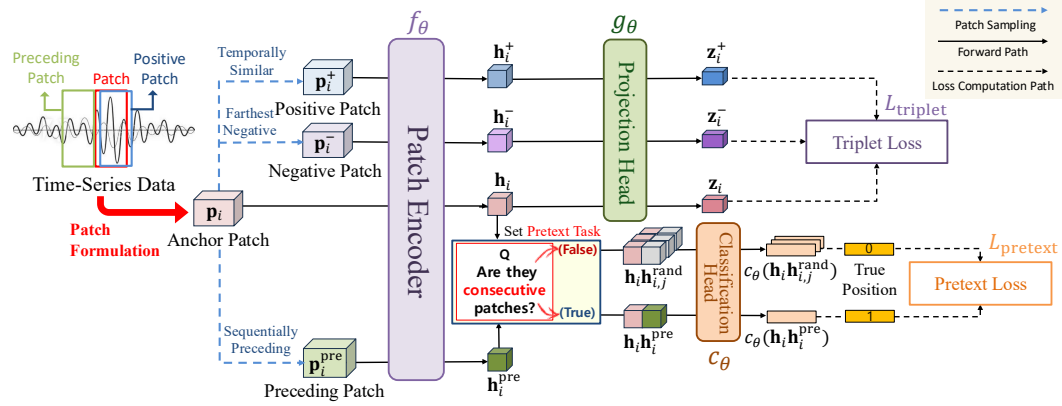 Preceding
Patch
Patch
Positive
Patch
Time-Series Data
Patch
Formulation
p_i
Anchor Patch
Temporally
Similar
Farthest
Negative
Sequentially
Preceding
p_i^+
Positive Patch
p_i^-
Negative Patch
p_i^pre
Preceding Patch
f_θ
Patch Encoder
h_i^+
h_i^-
h_i
h_i^pre
Set Pretext Task
Q
Are they
consecutive
patches?
(False)
(True)
g_θ
Projection Head
z_i^+
z_i^-
z_i
h_i h_{i,j}^rand
h_i h_i^pre
Classification
Head
c_θ
c_θ(h_i h_{i,j}^rand)
c_θ(h_i h_i^pre)
0
True
Position
1
L_triplet
Triplet Loss
L_pretext
Pretext Loss
Patch Sampling
Forward Path
Loss Computation Path